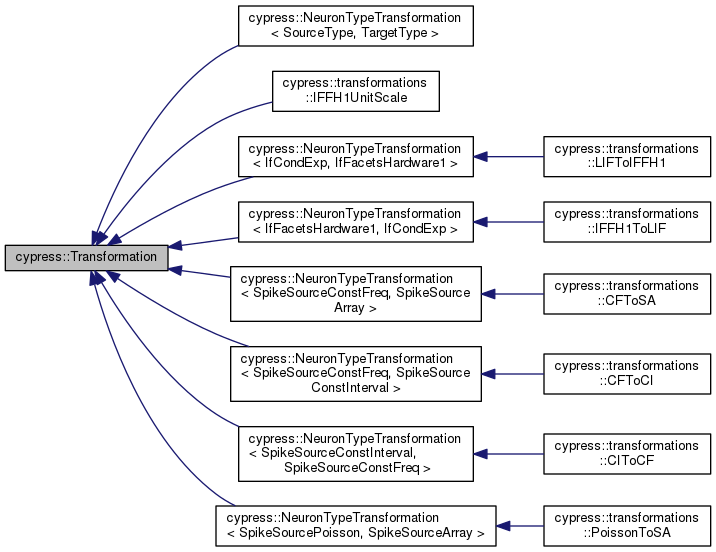 cypress::NeuronTypeTransformation
< SourceType, TargetType >
cypress::transformations
::IFFH1UnitScale
cypress::NeuronTypeTransformation
< IfCondExp, IfFacetsHardware1 >
cypress::transformations
::LIFToIFFH1
cypress::NeuronTypeTransformation
< IfFacetsHardware1, IfCondExp >
cypress::transformations
::IFFH1ToLIF
cypress::Transformation
cypress::NeuronTypeTransformation
< SpikeSourceConstFreq, SpikeSource
Array >
cypress::transformations
::CFToSA
cypress::NeuronTypeTransformation
< SpikeSourceConstFreq, SpikeSource
ConstInterval >
cypress::transformations
::CFToCI
cypress::NeuronTypeTransformation
< SpikeSourceConstInterval,
SpikeSourceConstFreq >
cypress::transformations
::CIToCF
cypress::NeuronTypeTransformation
< SpikeSourcePoisson, SpikeSourceArray >
cypress::transformations
::PoissonToSA